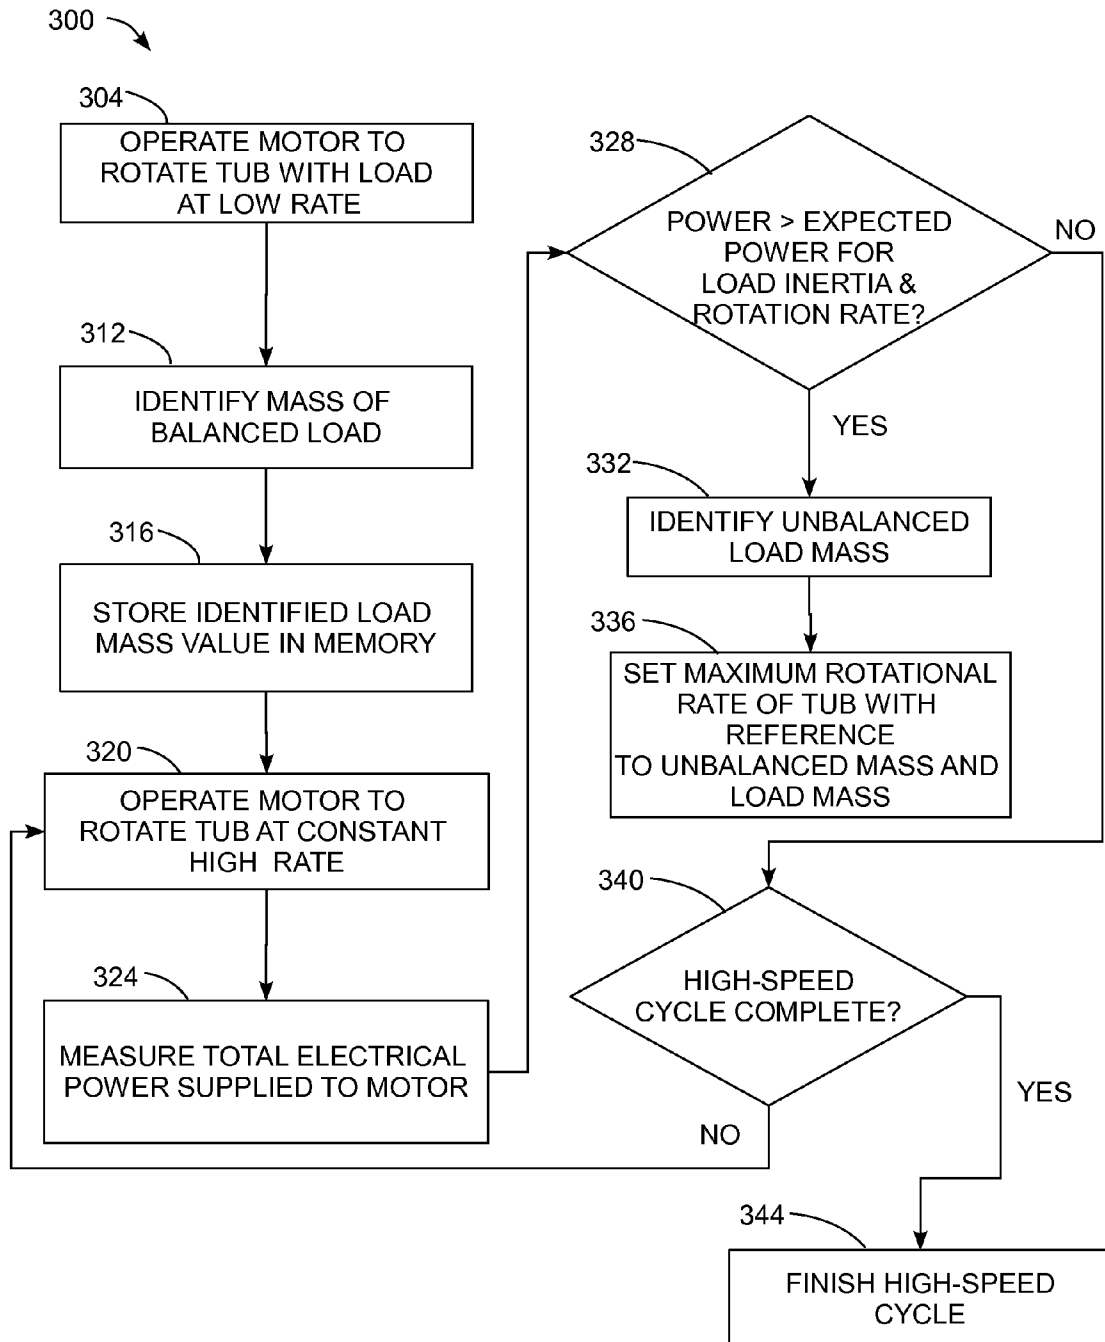 300
304
OPERATE MOTOR TO
ROTATE TUB WITH LOAD
AT LOW RATE
312
IDENTIFY MASS OF
BALANCED LOAD
316
STORE IDENTIFIED LOAD
MASS VALUE IN MEMORY
320
OPERATE MOTOR TO
ROTATE TUB AT CONSTANT
HIGH RATE
324
MEASURE TOTAL ELECTRICAL
POWER SUPPLIED TO MOTOR
328
POWER > EXPECTED
POWER FOR
LOAD INERTIA &
ROTATION RATE?
NO
YES
332
IDENTIFY UNBALANCED
LOAD MASS
336
SET MAXIMUM ROTATIONAL
RATE OF TUB WITH
REFERENCE
TO UNBALANCED MASS AND
LOAD MASS
340
HIGH-SPEED
CYCLE COMPLETE?
NO
YES
344
FINISH HIGH-SPEED
CYCLE